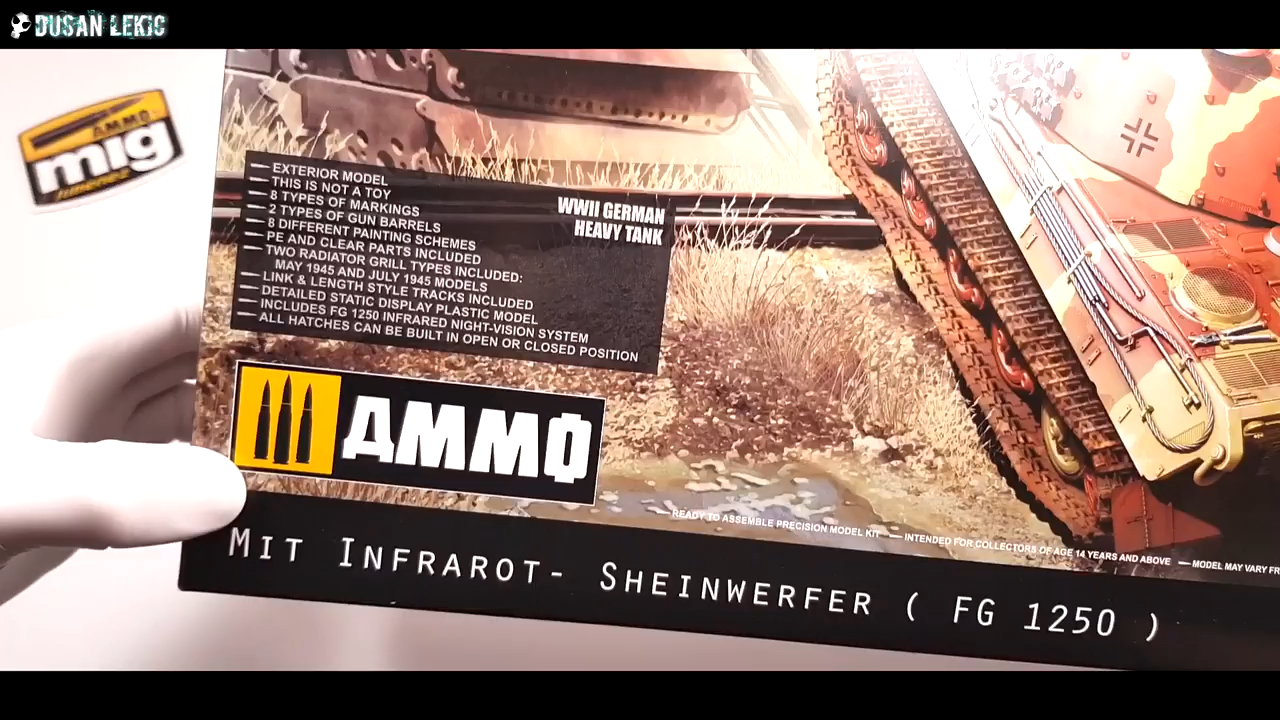 DUSAN LEKIC
AMMO
mig
jimenez
— EXTERIOR MODEL
— THIS IS NOT A TOY
— 8 TYPES OF MARKINGS
— 2 TYPES OF GUN BARRELS
— 8 DIFFERENT PAINTING SCHEMES
— PE AND CLEAR PARTS INCLUDED
— TWO RADIATOR GRILL TYPES INCLUDED:
MAY 1945 AND JULY 1945 MODELS
— LINK & LENGTH STYLE TRACKS INCLUDED
— DETAILED STATIC DISPLAY PLASTIC MODEL
— INCLUDES FG 1250 INFRARED NIGHT-VISION SYSTEM
— ALL HATCHES CAN BE BUILT IN OPEN OR CLOSED POSITION
WWII GERMAN
HEAVY TANK
AMMO
— READY TO ASSEMBLE PRECISION MODEL KIT — INTENDED FOR COLLECTORS OF AGE 14 YEARS AND ABOVE — MODEL MAY VARY FR
MIT INFRAROT- SHEINWERFER ( FG 1250 )